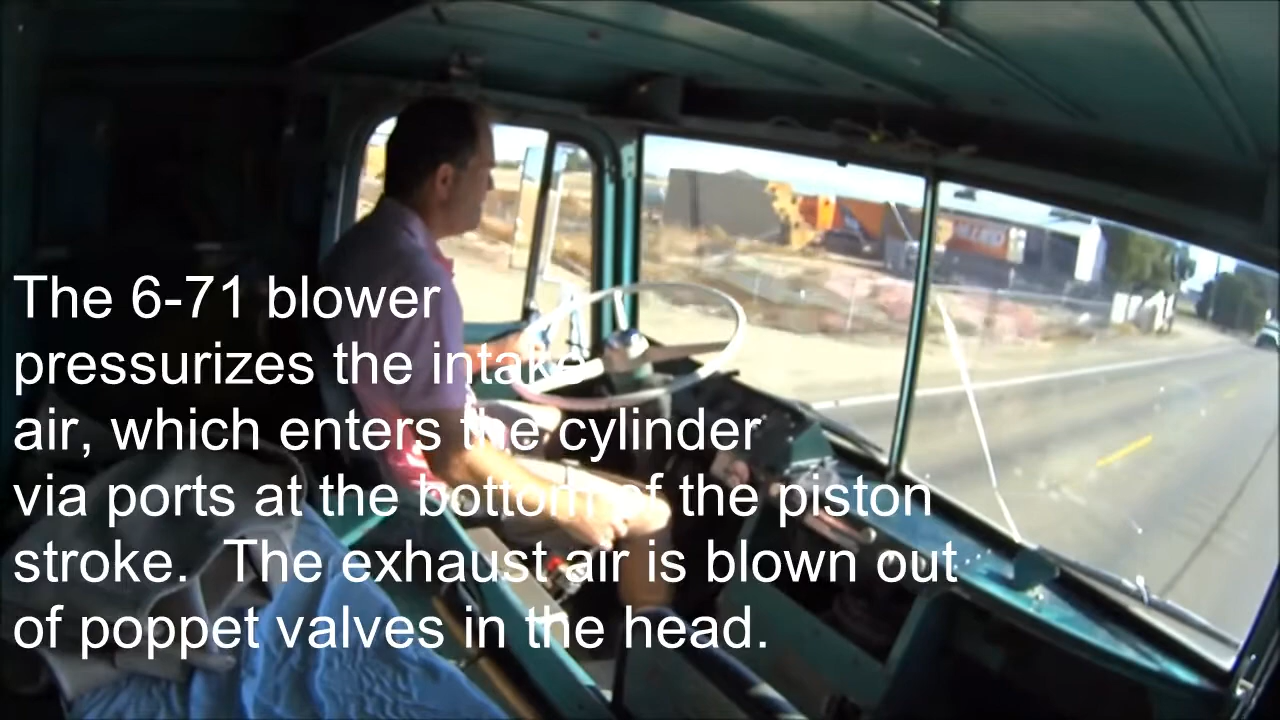 The 6-71 blower
pressurizes the intake
air, which enters the cylinder
via ports at the bottom of the piston
stroke.  The exhaust air is blown out
of poppet valves in the head.